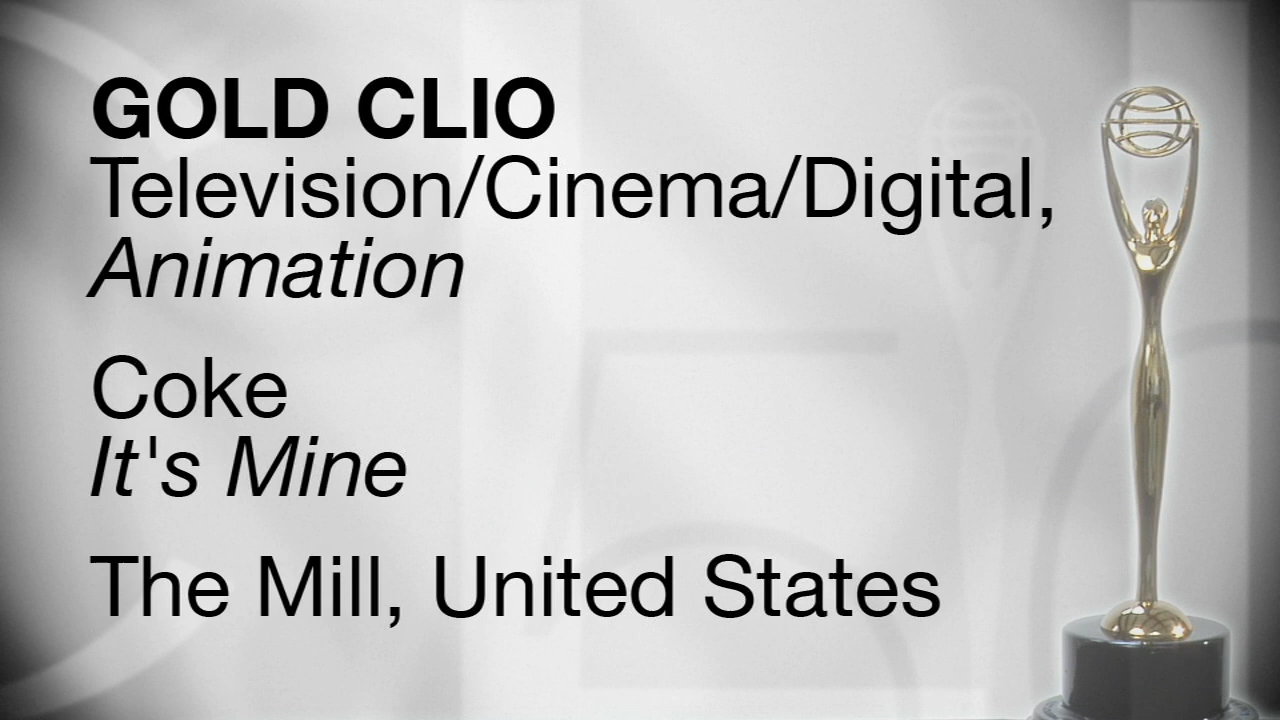 GOLD CLIO
Television/Cinema/Digital,
Animation
Coke
It's Mine
The Mill, United States